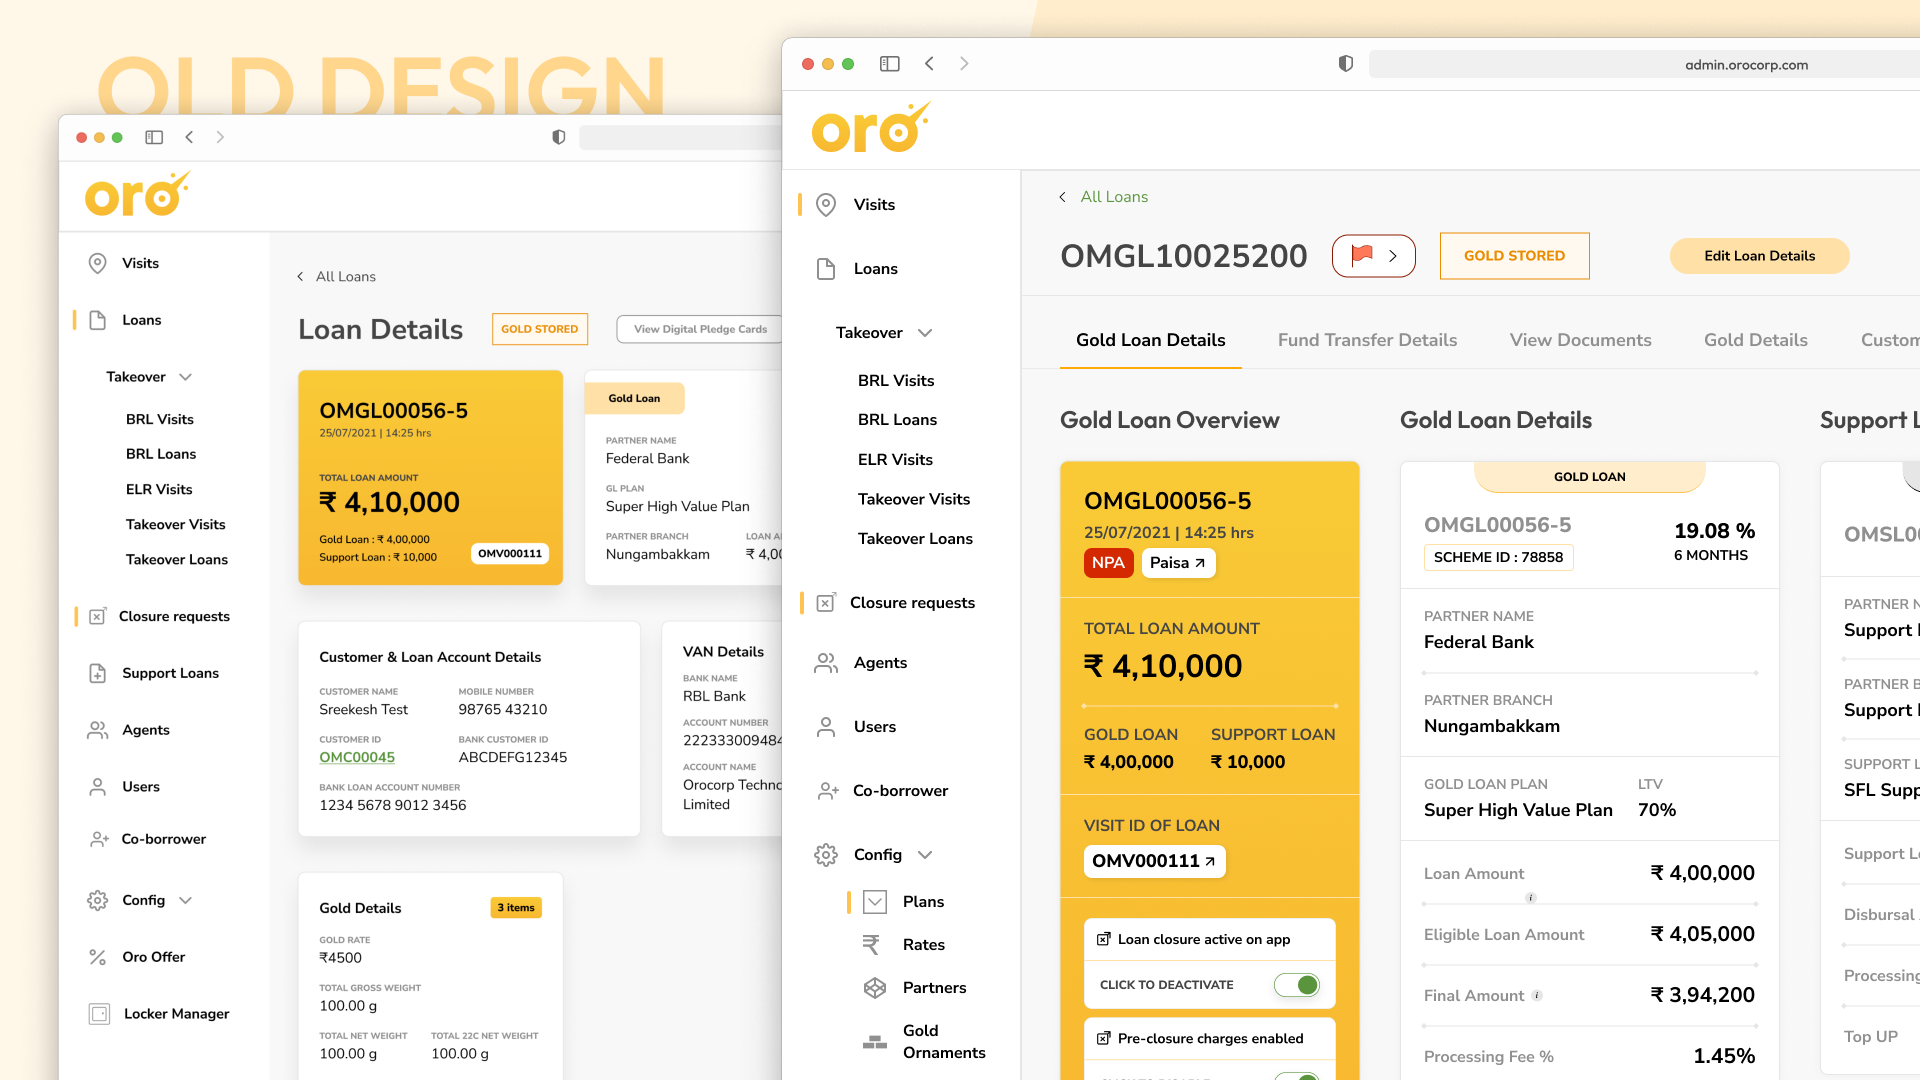 OLD DESIGN
oro
Visits
Loans
Takeover
BRL Visits
BRL Loans
ELR Visits
Takeover Visits
Takeover Loans
Closure requests
Support Loans
Agents
Users
Co-borrower
Config
Oro Offer
Locker Manager
All Loans
Loan Details
GOLD STORED
View Digital Pledge Cards
OMGL00056-5
25/07/2021 | 14:25 hrs
TOTAL LOAN AMOUNT
₹ 4,10,000
Gold Loan : ₹ 4,00,000
Support Loan : ₹ 10,000
OMV000111
Gold Loan
PARTNER NAME
Federal Bank
GL PLAN
Super High Value Plan
PARTNER BRANCH
Nungambakkam
LOAN A
₹ 4,00
Customer & Loan Account Details
CUSTOMER NAME
Sreekesh Test
MOBILE NUMBER
98765 43210
CUSTOMER ID
OMC00045
BANK CUSTOMER ID
ABCDEFG12345
BANK LOAN ACCOUNT NUMBER
1234 5678 9012 3456
VAN Details
BANK NAME
RBL Bank
ACCOUNT NUMBER
222333009484
ACCOUNT NAME
Orocorp Techno
Limited
Gold Details
3 items
GOLD RATE
₹4500
TOTAL GROSS WEIGHT
100.00 g
TOTAL NET WEIGHT
100.00 g
TOTAL 22C NET WEIGHT
100.00 g
admin.orocorp.com
oro
Visits
Loans
Takeover
BRL Visits
BRL Loans
ELR Visits
Takeover Visits
Takeover Loans
Closure requests
Agents
Users
Co-borrower
Config
Plans
Rates
Partners
Gold
Ornaments
All Loans
OMGL10025200
GOLD STORED
Edit Loan Details
Gold Loan Details
Fund Transfer Details
View Documents
Gold Details
Custom
Gold Loan Overview
OMGL00056-5
25/07/2021 | 14:25 hrs
NPA
Paisa
TOTAL LOAN AMOUNT
₹ 4,10,000
GOLD LOAN
₹ 4,00,000
SUPPORT LOAN
₹ 10,000
VISIT ID OF LOAN
OMV000111
Loan closure active on app
CLICK TO DEACTIVATE
Pre-closure charges enabled
Gold Loan Details
GOLD LOAN
OMGL00056-5
SCHEME ID : 78858
19.08 %
6 MONTHS
PARTNER NAME
Federal Bank
PARTNER BRANCH
Nungambakkam
GOLD LOAN PLAN
Super High Value Plan
LTV
70%
Loan Amount
₹ 4,00,000
Eligible Loan Amount
₹ 4,05,000
Final Amount
₹ 3,94,200
Processing Fee %
1.45%
Support L
OMSL00
PARTNER N
Support
PARTNER B
Support
SUPPORT L
SFL Supp
Support Lo
Disbursal
Processing
Top UP